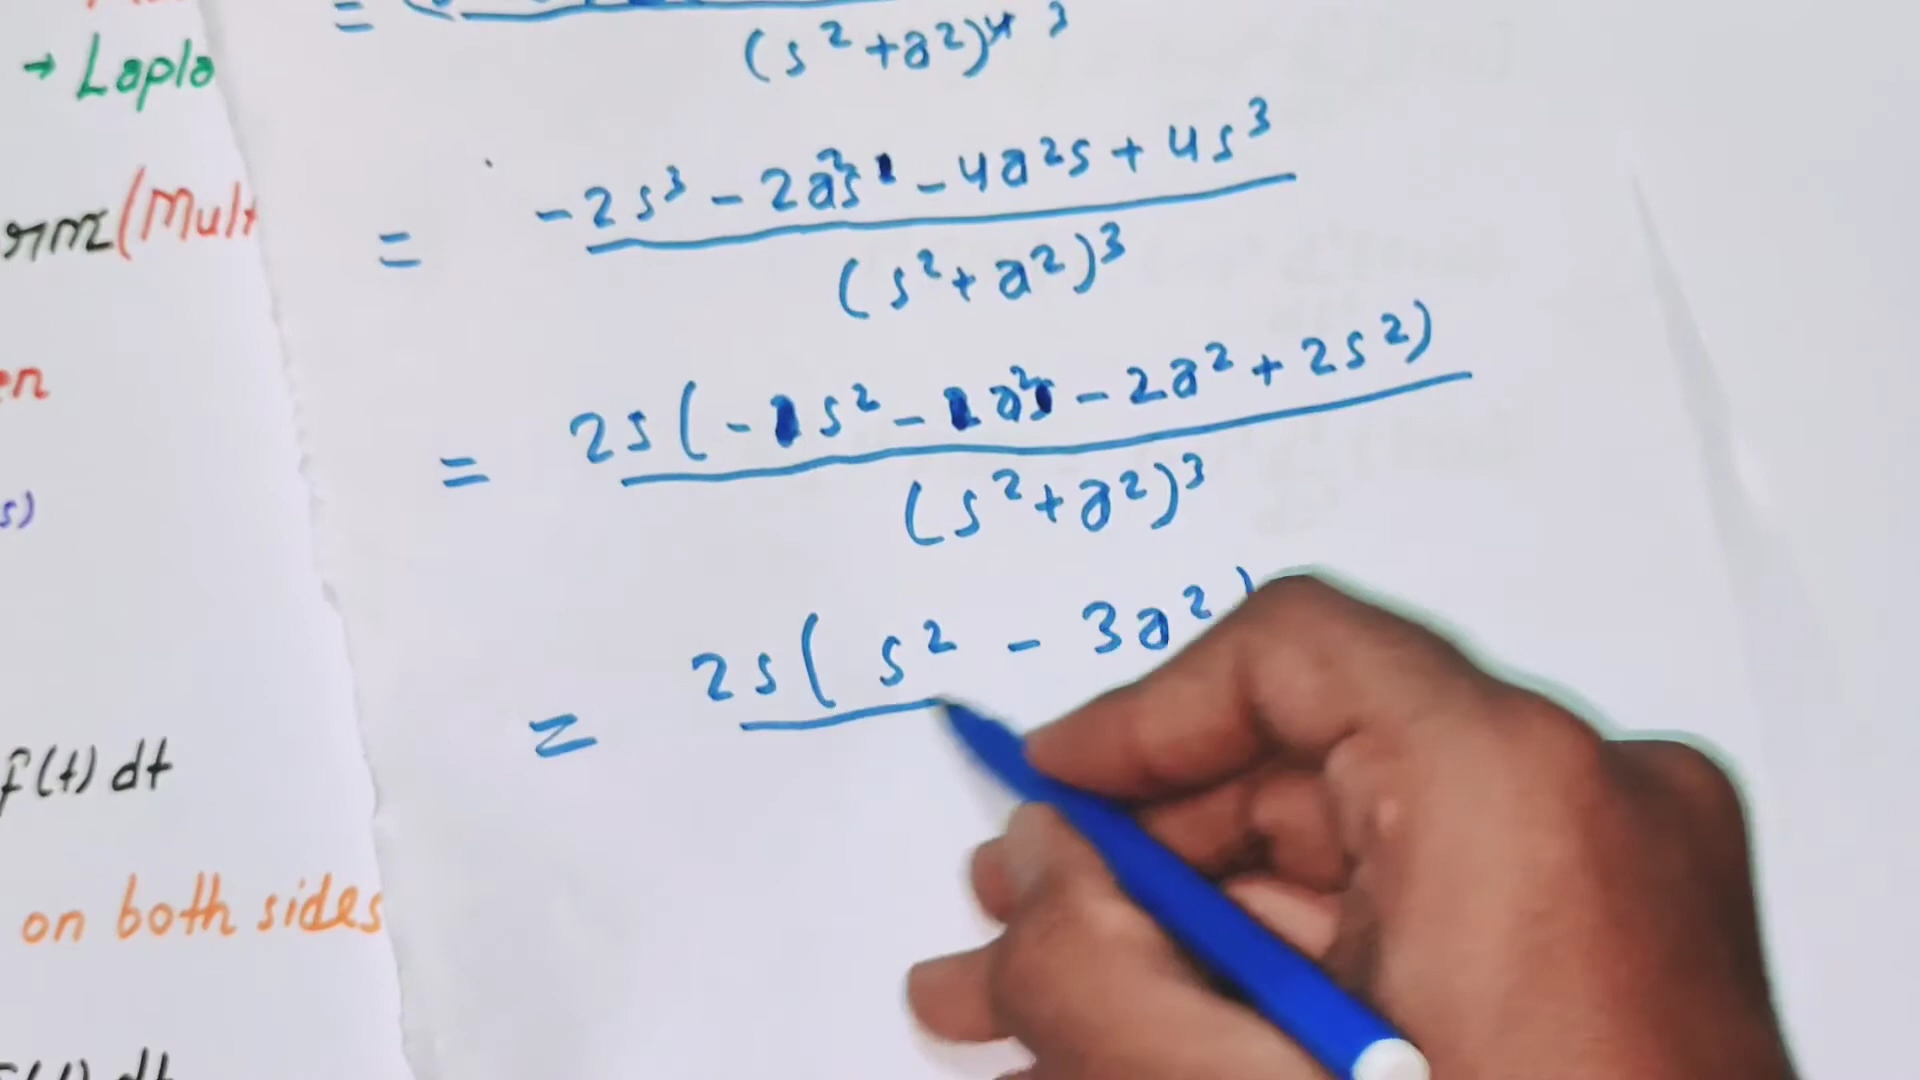 → Lapla
(Mult
en
s)
f(t) dt
on both sides
=
(s²+a²)⁴ ³
= -2s³ - 2a²s - 4a²s + 4s³
(s²+a²)³
= 2s(-s² - a² - 2a² + 2s²)
(s²+a²)³
= 2s(s² - 3a²)